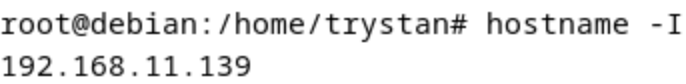 root@debian:/home/trystan# hostname -I
192.168.11.139